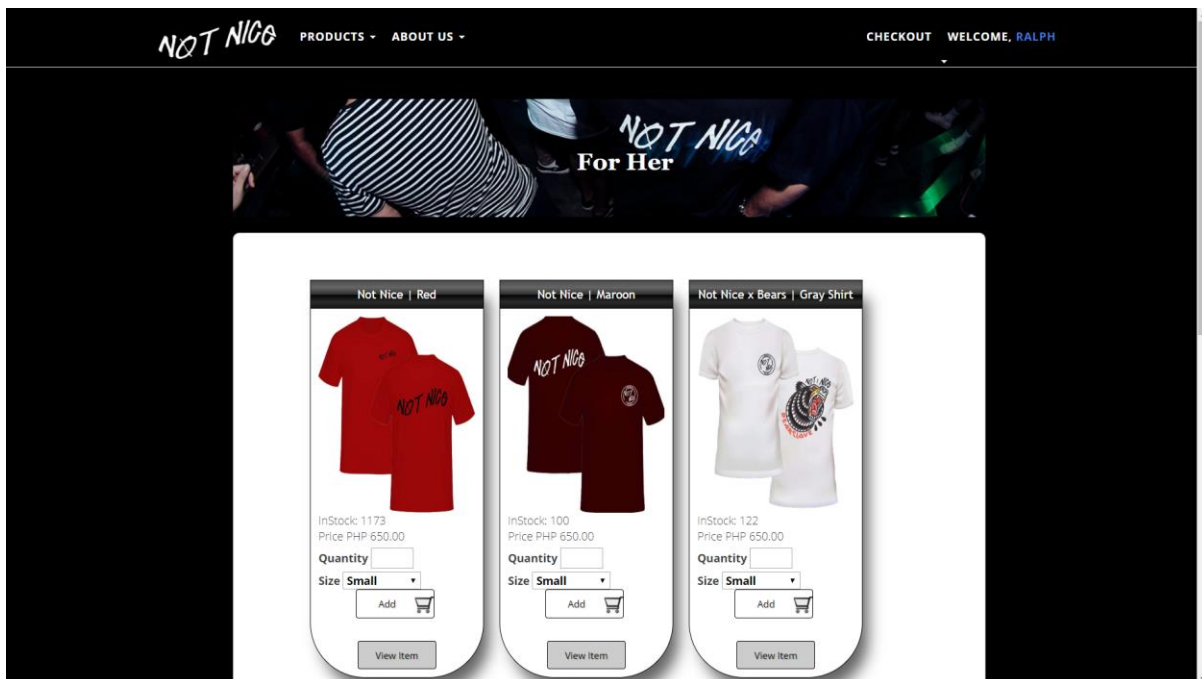 NOT NICE PRODUCTS ABOUT US CHECKOUT WELCOME, RALPH
NOT NICE
For Her
Not Nice | Red
NOT NICE
InStock: 1173
Price PHP 650.00
Quantity
Size Small
Add
View Item
Not Nice | Maroon
NOT NICE
InStock: 100
Price PHP 650.00
Quantity
Size Small
Add
View Item
Not Nice x Bears | Gray Shirt
NOT NICE
InStock: 122
Price PHP 650.00
Quantity
Size Small
Add
View Item